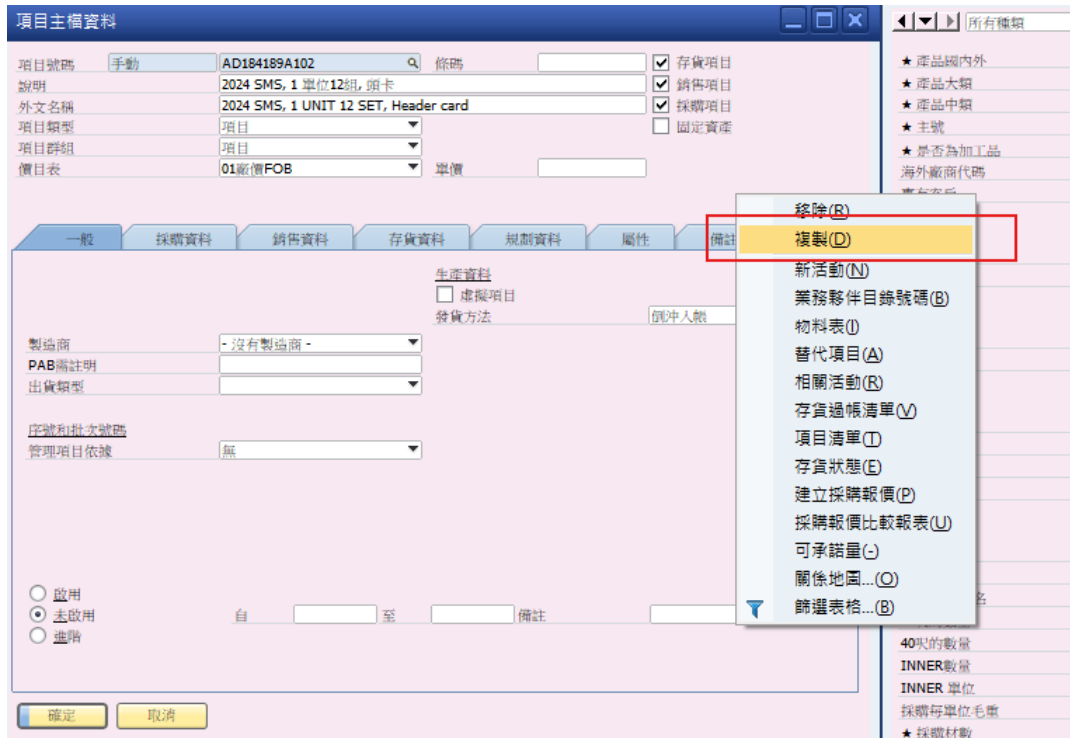 項目主檔資料
所有種類
項目號碼 手動 AD184189A102 條碼 存貨項目
說明 2024 SMS, 1 單位12組, 頭卡 銷售項目
外文名稱 2024 SMS, 1 UNIT 12 SET, Header card 採購項目
項目類型 項目 固定資產
項目群組 項目
價目表 01廠價FOB 單價
一般 採購資料 銷售資料 存貨資料 規劃資料 屬性 備註
生產資料
虛擬項目
發貨方法 倒沖入帳
製造商 - 沒有製造商 -
PAB需註明
出貨類型
序號和批次號碼
管理項目依據 無
啟用
未啟用 自 至 備註
進階
確定 取消
移除(R)
複製(D)
新活動(N)
業務夥伴目錄號碼(B)
物料表(I)
替代項目(A)
相關活動(R)
存貨過帳清單(V)
項目清單(T)
存貨狀態(E)
建立採購報價(P)
採購報價比較報表(U)
可承諾量(-)
關係地圖...(O)
篩選表格...(B)
★ 產品國內外
★ 產品大類
★ 產品中類
★ 主號
★ 是否為加工品
海外廠商代碼
名
40呎的數量
INNER數量
INNER 單位
採購每單位毛重
★ 採購材數